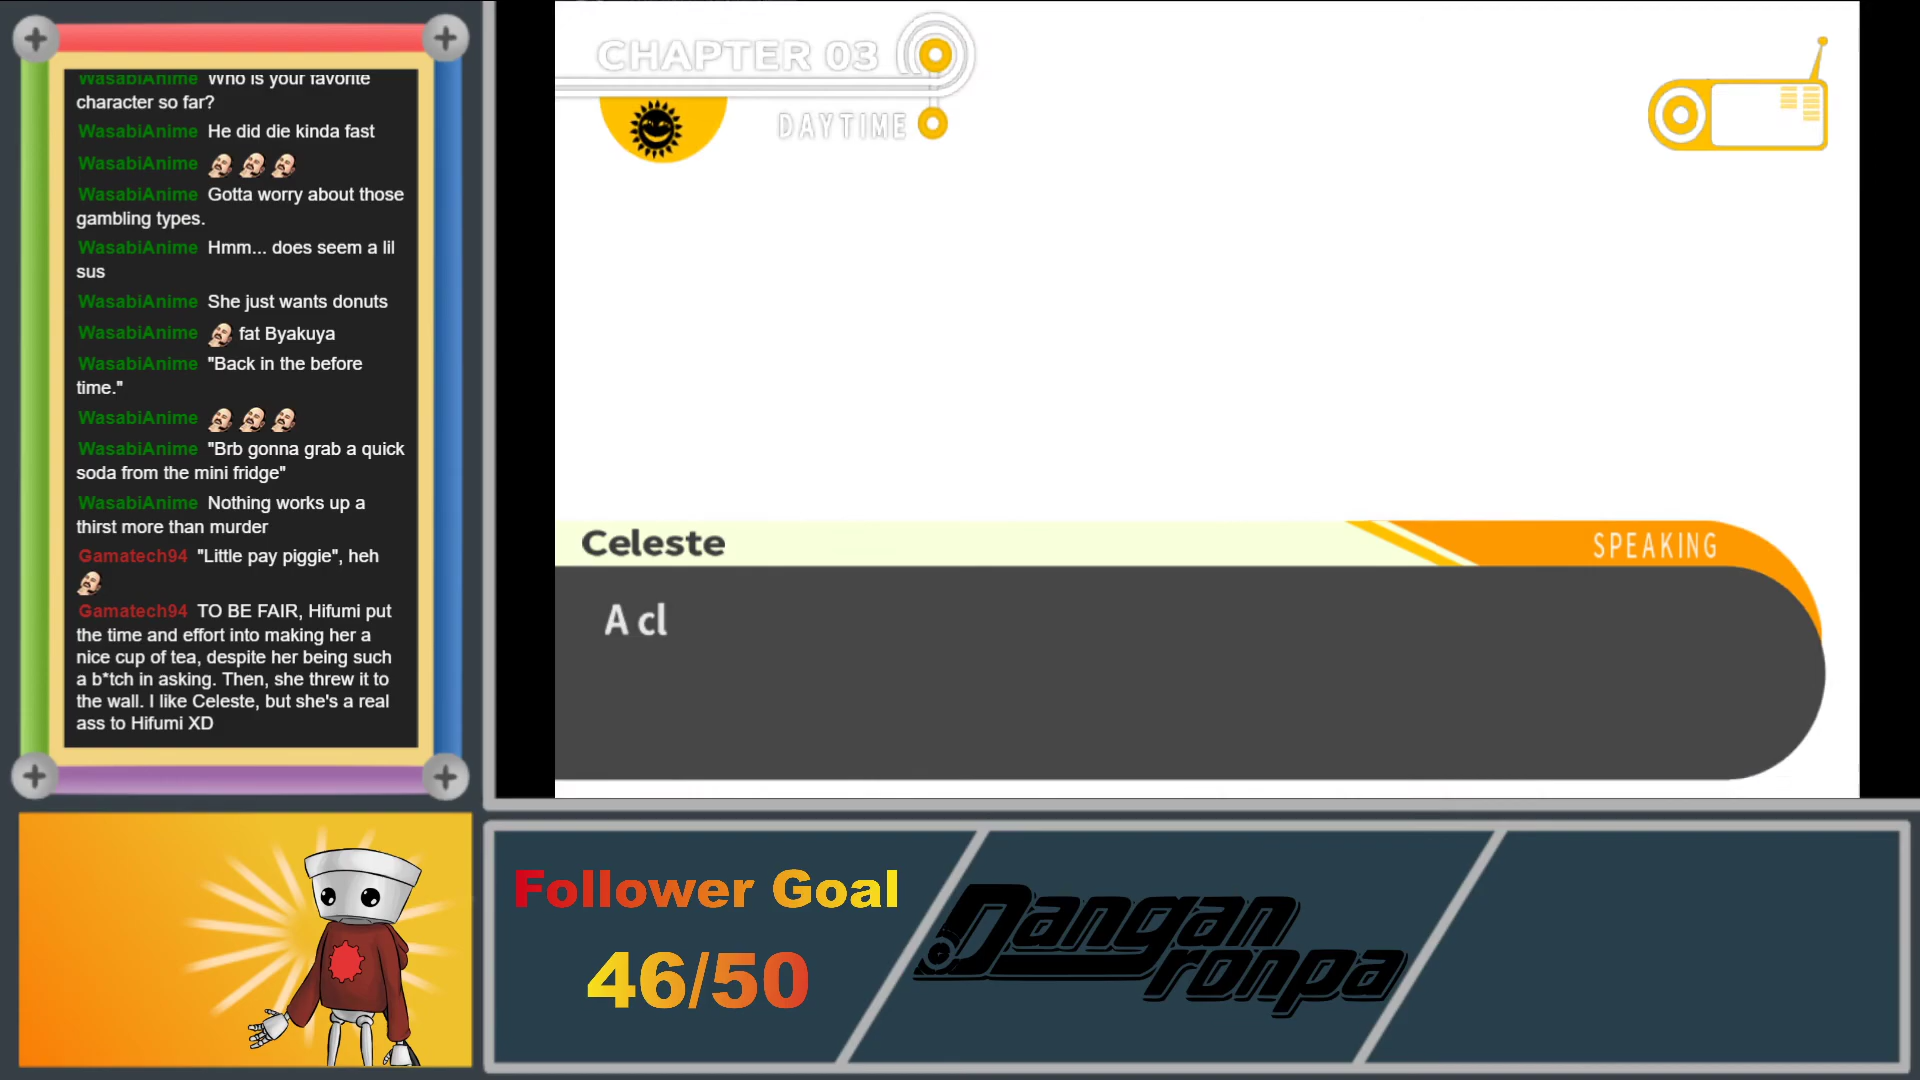 WasabiAnime Who is your favorite
character so far?
WasabiAnime He did die kinda fast
WasabiAnime
WasabiAnime Gotta worry about those
gambling types.
WasabiAnime Hmm... does seem a lil
sus
WasabiAnime She just wants donuts
WasabiAnime fat Byakuya
WasabiAnime "Back in the before
time."
WasabiAnime
WasabiAnime "Brb gonna grab a quick
soda from the mini fridge"
WasabiAnime Nothing works up a
thirst more than murder
Gamatech94 "Little pay piggie", heh
Gamatech94 TO BE FAIR, Hifumi put
the time and effort into making her a
nice cup of tea, despite her being such
a b*tch in asking. Then, she threw it to
the wall. I like Celeste, but she's a real
ass to Hifumi XD
CHAPTER 03
DAYTIME
Celeste
SPEAKING
A cl
Follower Goal
46/50
Dangan
ronpa